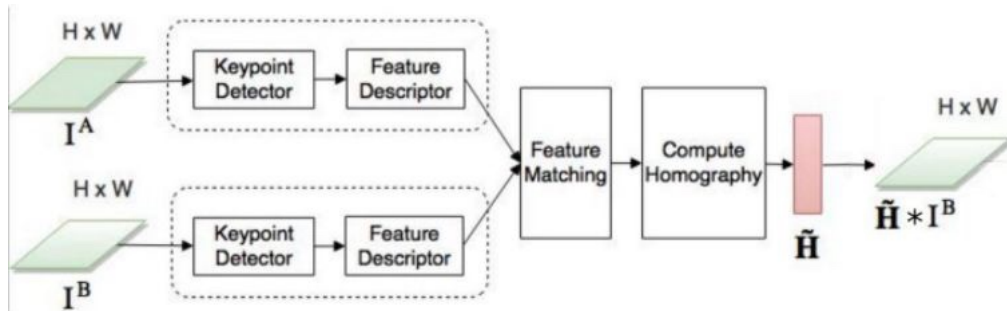 H x W
Keypoint
Detector
Feature
Descriptor
I^A
H x W
Keypoint
Detector
Feature
Descriptor
I^B
Feature
Matching
Compute
Homography
H̃
H x W
H̃ * I^B